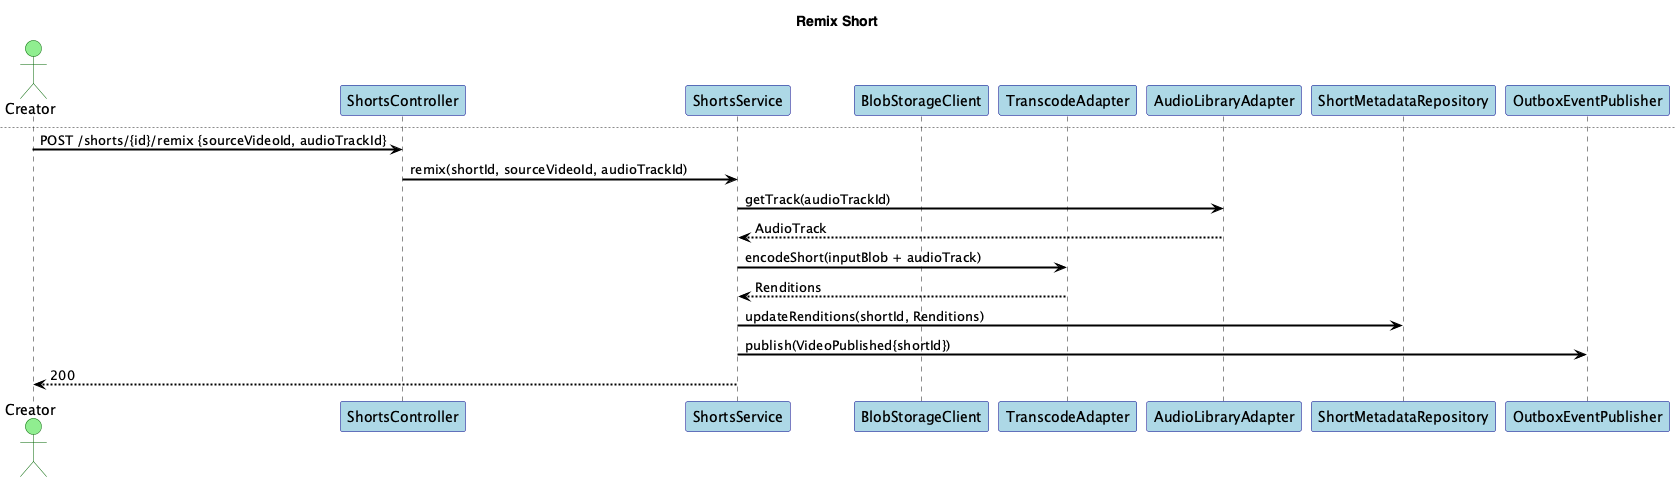 Remix Short
Creator
ShortsController
ShortsService
BlobStorageClient
TranscodeAdapter
AudioLibraryAdapter
ShortMetadataRepository
OutboxEventPublisher
POST /shorts/{id}/remix {sourceVideoId, audioTrackId}
remix(shortId, sourceVideoId, audioTrackId)
getTrack(audioTrackId)
AudioTrack
encodeShort(inputBlob + audioTrack)
Renditions
updateRenditions(shortId, Renditions)
publish(VideoPublished{shortId})
200
Creator
ShortsController
ShortsService
BlobStorageClient
TranscodeAdapter
AudioLibraryAdapter
ShortMetadataRepository
OutboxEventPublisher